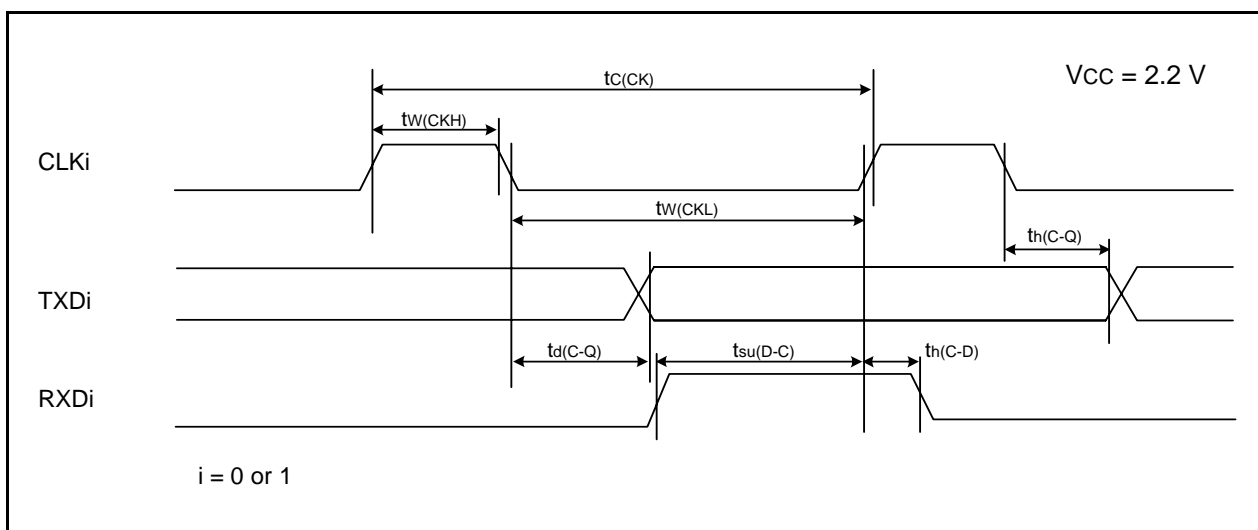 tC(CK)
VCC = 2.2 V
tW(CKH)
CLKi
tW(CKL)
th(C-Q)
TXDi
td(C-Q)
tsu(D-C)
th(C-D)
RXDi
i = 0 or 1